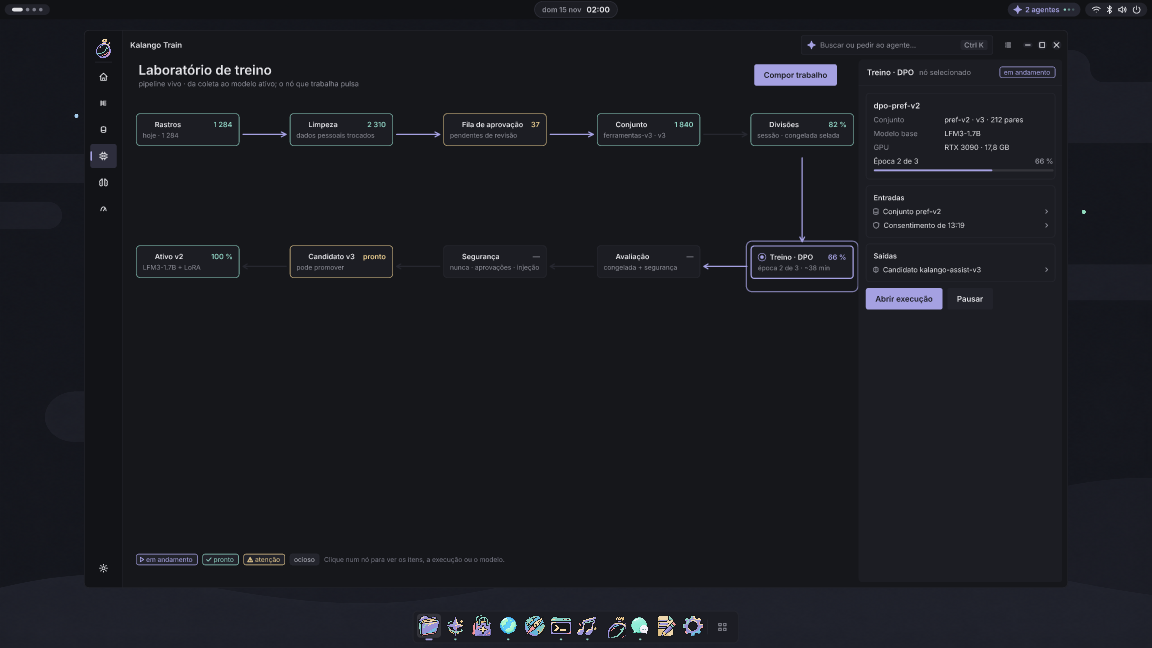 dom 15 nov 02:00
2 agentes
Kalango Train
Buscar ou pedir ao agente...
Ctrl K
Laboratório de treino
pipeline vivo · da coleta ao modelo ativo; o nó que trabalha pulsa
Compor trabalho
Rastros 1 284
hoje · 1 284
Limpeza 2 310
dados pessoais trocados
Fila de aprovação 37
pendentes de revisão
Conjunto 1 840
ferramentas-v3 · v3
Divisões 82 %
sessão · congelada selada
Ativo v2 100 %
LFM3-1.7B + LoRA
Candidato v3 pronto
pode promover
Segurança —
nunca · aprovações · injeção
Avaliação —
congelada + segurança
Treino · DPO 66 %
época 2 de 3 · ~38 min
em andamento
pronto
atenção
ocioso
Clique num nó para ver os itens, a execução ou o modelo.
Treino · DPO nó selecionado em andamento
dpo-pref-v2
Conjunto pref-v2 · v3 · 212 pares
Modelo base LFM3-1.7B
GPU RTX 3090 · 17,8 GB
Época 2 de 3 66 %
Entradas
Conjunto pref-v2
Consentimento de 13:19
Saídas
Candidato kalango-assist-v3
Abrir execução
Pausar